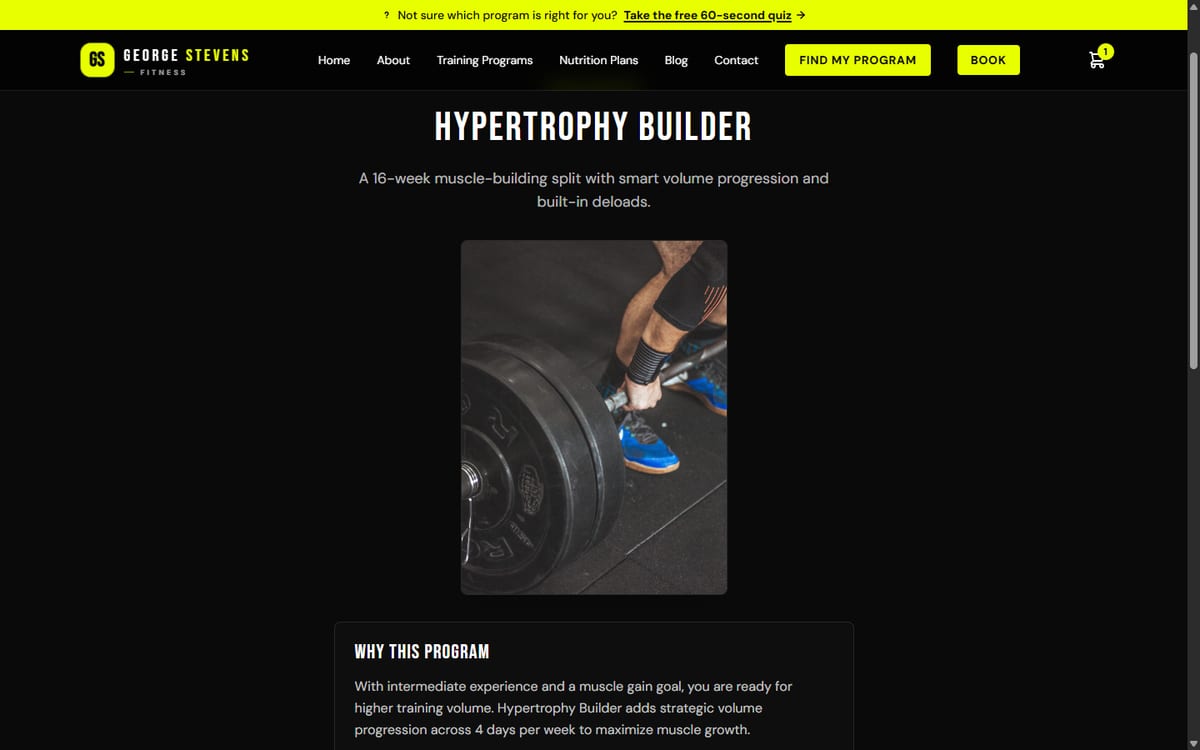 ? Not sure which program is right for you? Take the free 60-second quiz →
GS GEORGE STEVENS
FITNESS
Home About Training Programs Nutrition Plans Blog Contact FIND MY PROGRAM BOOK 1
HYPERTROPHY BUILDER
A 16-week muscle-building split with smart volume progression and
built-in deloads.
WHY THIS PROGRAM
With intermediate experience and a muscle gain goal, you are ready for
higher training volume. Hypertrophy Builder adds strategic volume
progression across 4 days per week to maximize muscle growth.